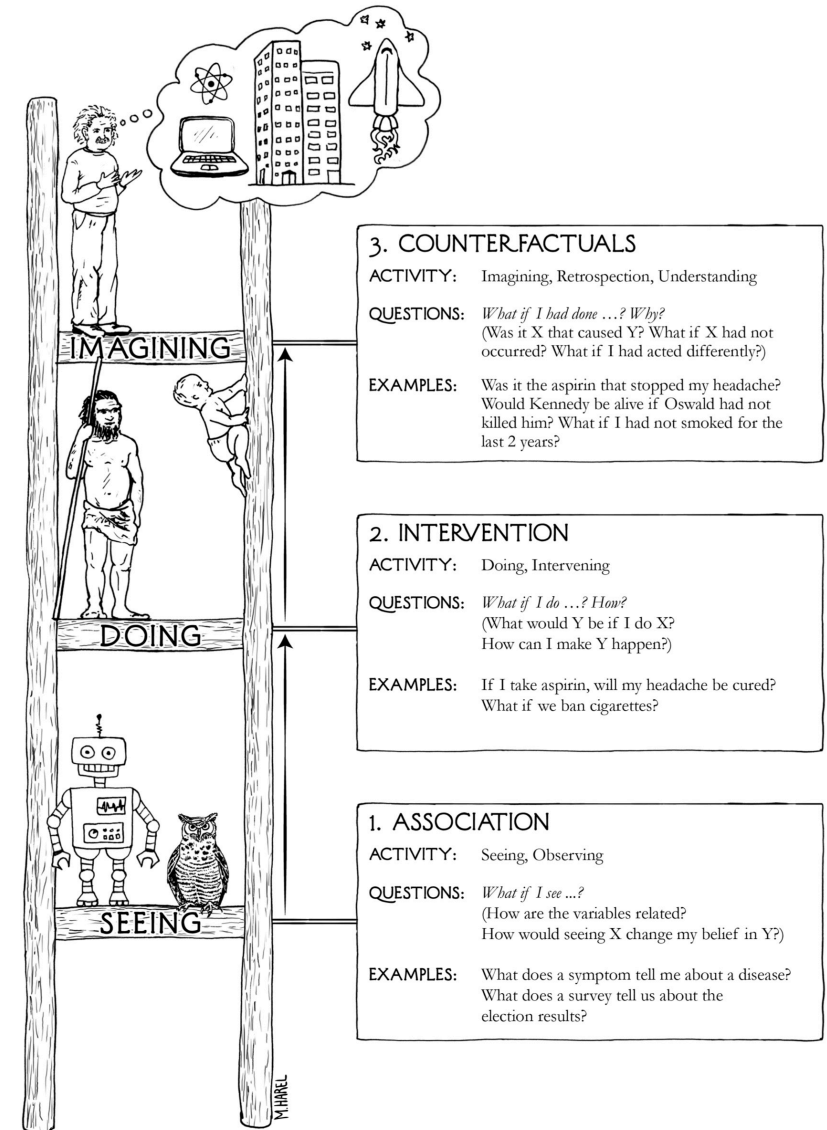 3. COUNTERFACTUALS
ACTIVITY: Imagining, Retrospection, Understanding
QUESTIONS: What if I had done …? Why?
(Was it X that caused Y? What if X had not
occurred? What if I had acted differently?)
EXAMPLES: Was it the aspirin that stopped my headache?
Would Kennedy be alive if Oswald had not
killed him? What if I had not smoked for the
last 2 years?
IMAGINING
2. INTERVENTION
ACTIVITY: Doing, Intervening
QUESTIONS: What if I do …? How?
(What would Y be if I do X?
How can I make Y happen?)
EXAMPLES: If I take aspirin, will my headache be cured?
What if we ban cigarettes?
DOING
1. ASSOCIATION
ACTIVITY: Seeing, Observing
QUESTIONS: What if I see ...?
(How are the variables related?
How would seeing X change my belief in Y?)
EXAMPLES: What does a symptom tell me about a disease?
What does a survey tell us about the
election results?
SEEING
M.HAREL